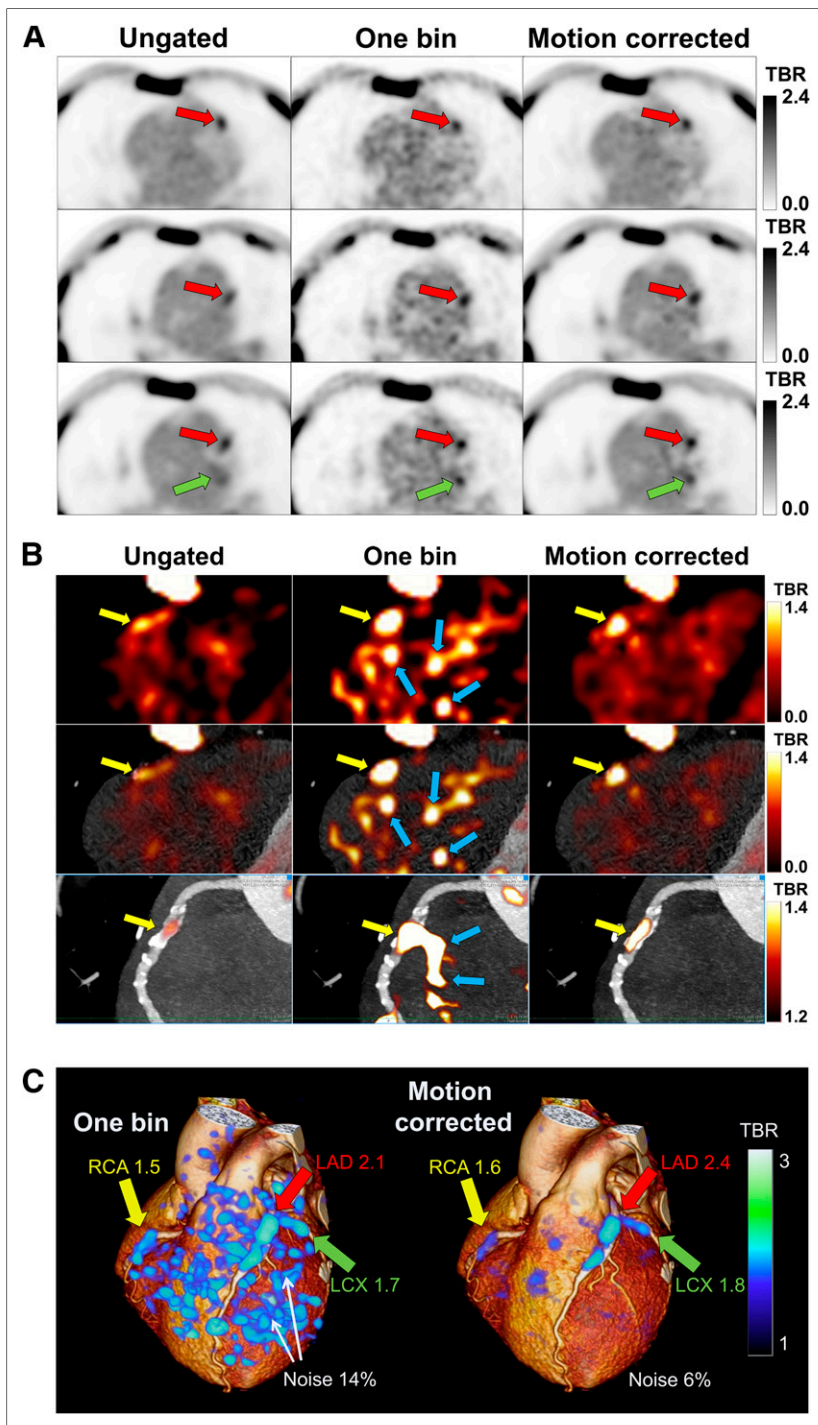 A
Ungated
One bin
Motion corrected
TBR
2.4
0.0
TBR
2.4
0.0
TBR
2.4
0.0
B
Ungated
One bin
Motion corrected
TBR
1.4
0.0
TBR
1.4
0.0
TBR
1.4
1.2
C
One bin
RCA 1.5
LAD 2.1
LCX 1.7
Noise 14%
Motion
corrected
RCA 1.6
LAD 2.4
LCX 1.8
Noise 6%
TBR
3
1